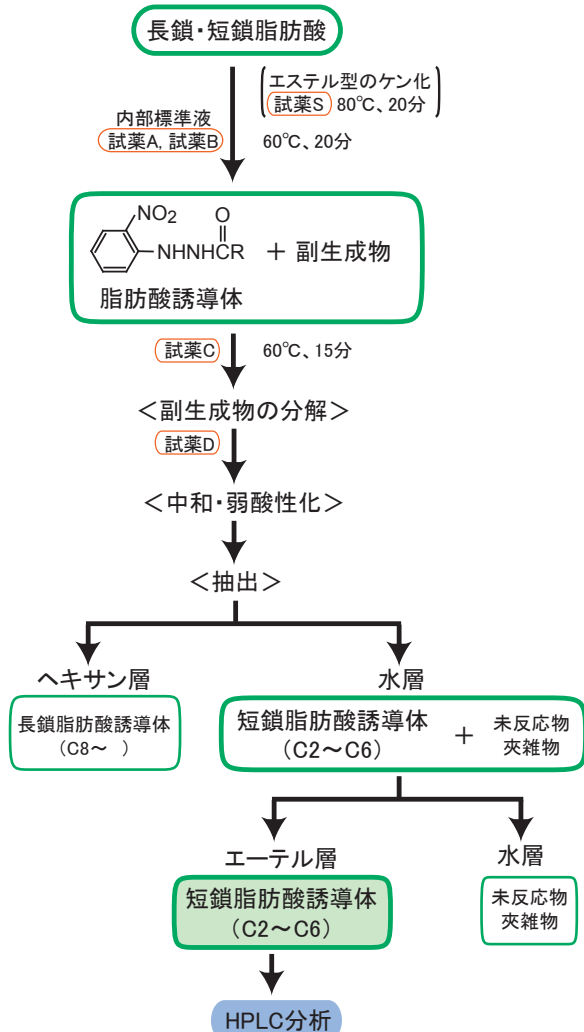 長鎖・短鎖脂肪酸
エステル型のケン化
試薬S 80℃、20分
内部標準液
試薬A, 試薬B 60℃、20分
NO2
O
NHNHCR + 副生成物
脂肪酸誘導体
試薬C 60℃、15分
＜副生成物の分解＞
試薬D
＜中和・弱酸性化＞
＜抽出＞
ヘキサン層
水層
長鎖脂肪酸誘導体
（C8～ ）
短鎖脂肪酸誘導体
（C2～C6）
+
未反応物
夾雑物
エーテル層
水層
短鎖脂肪酸誘導体
（C2～C6）
未反応物
夾雑物
HPLC分析